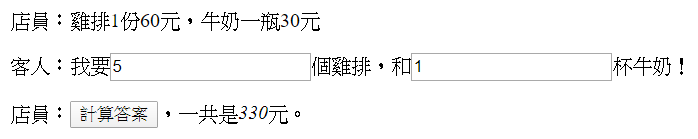 店員：雞排1份60元，牛奶一瓶30元
客人：我要5個雞排，和1杯牛奶！
店員：計算答案，一共是330元。